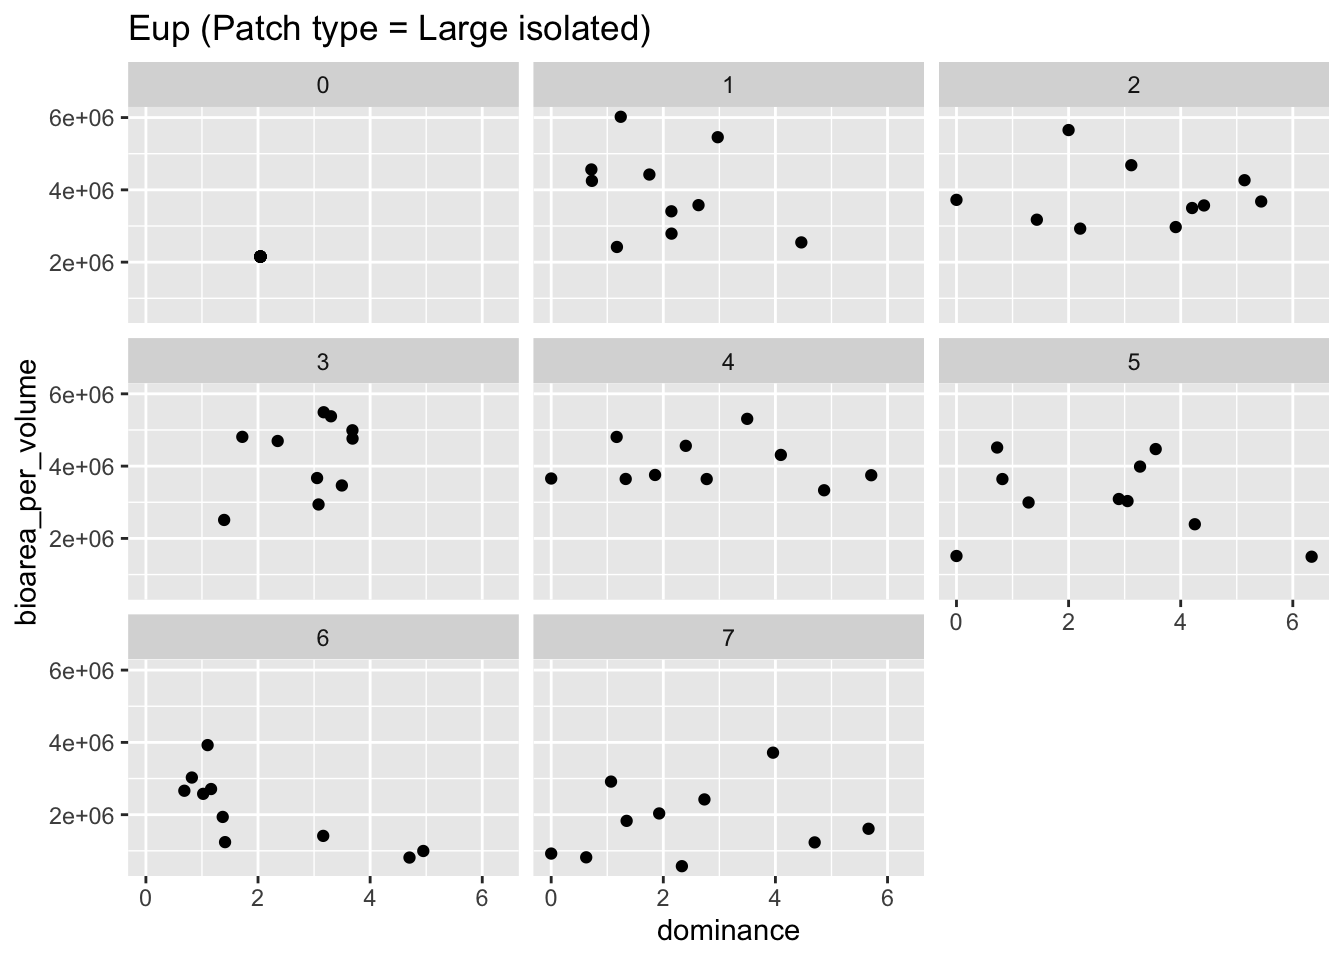 Eup (Patch type = Large isolated)
0
1
2
6e+06
4e+06
2e+06
3
4
5
6e+06
4e+06
2e+06
0 2 4 6
6
7
6e+06
4e+06
2e+06
0 2 4 6
0 2 4 6
dominance
bioarea_per_volume